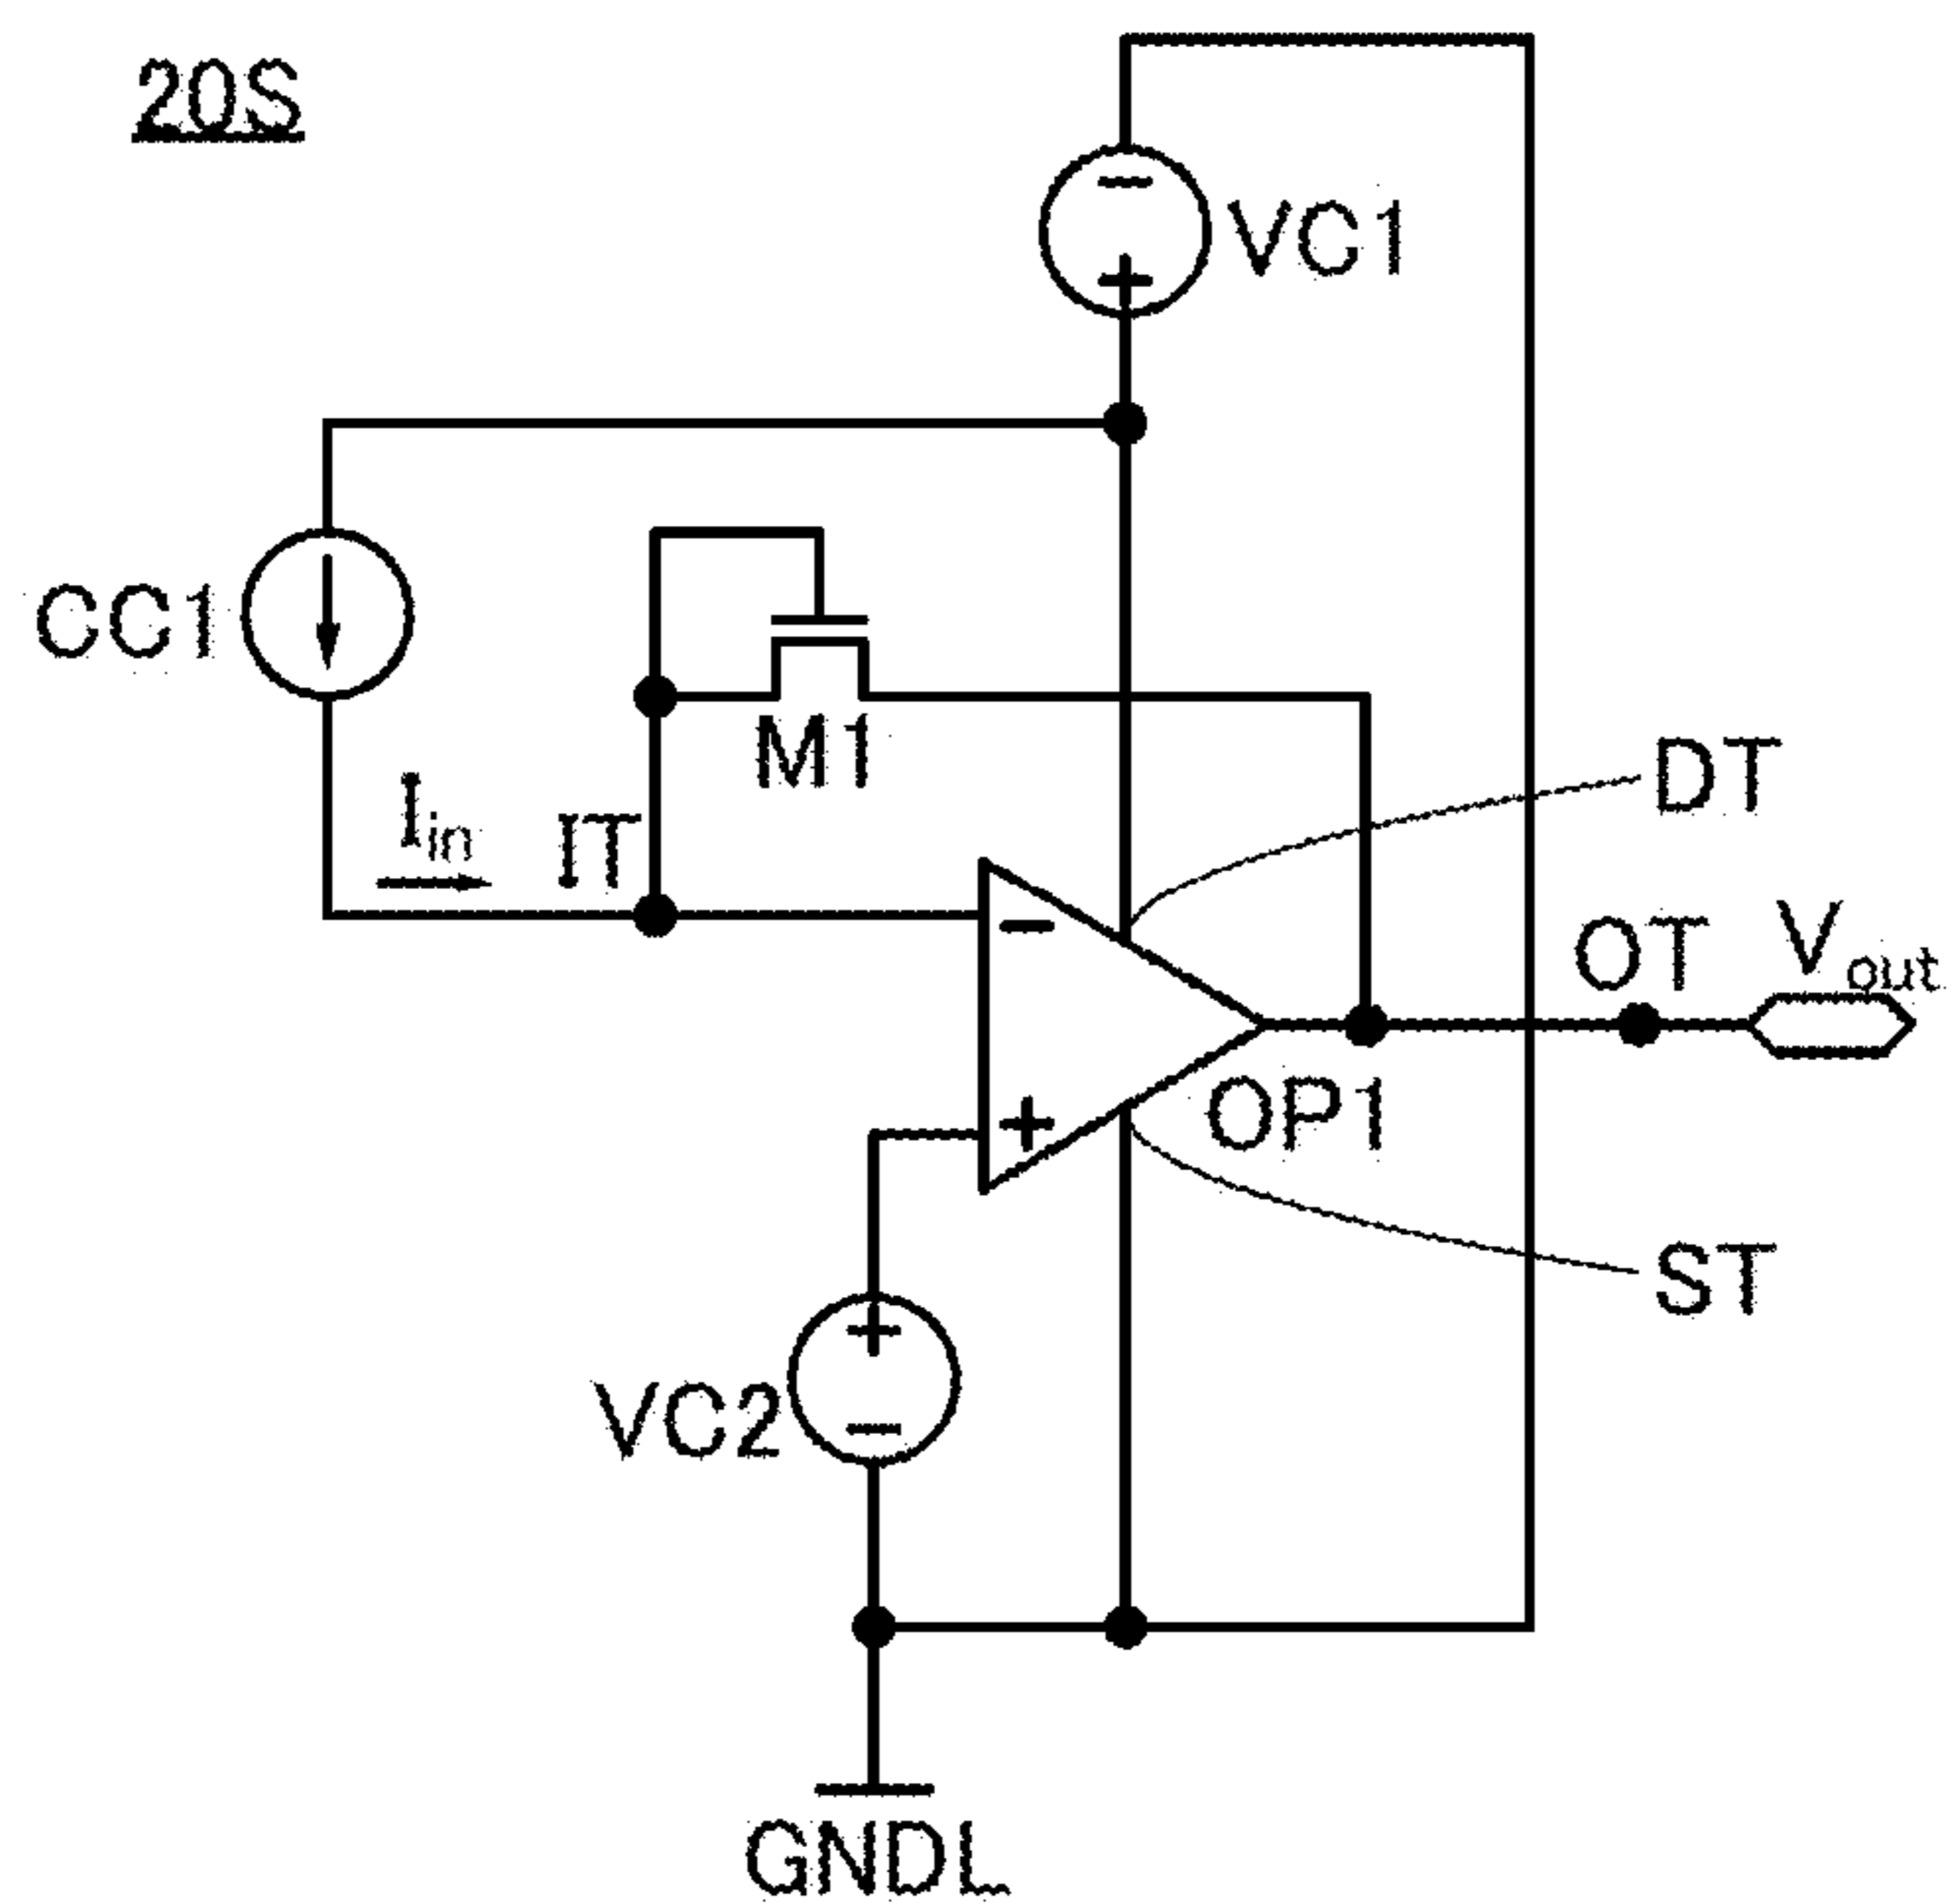 20S
VC1
CC1
M1
DT
Iin
IT
OT
Vout
OP1
ST
VC2
GNDL